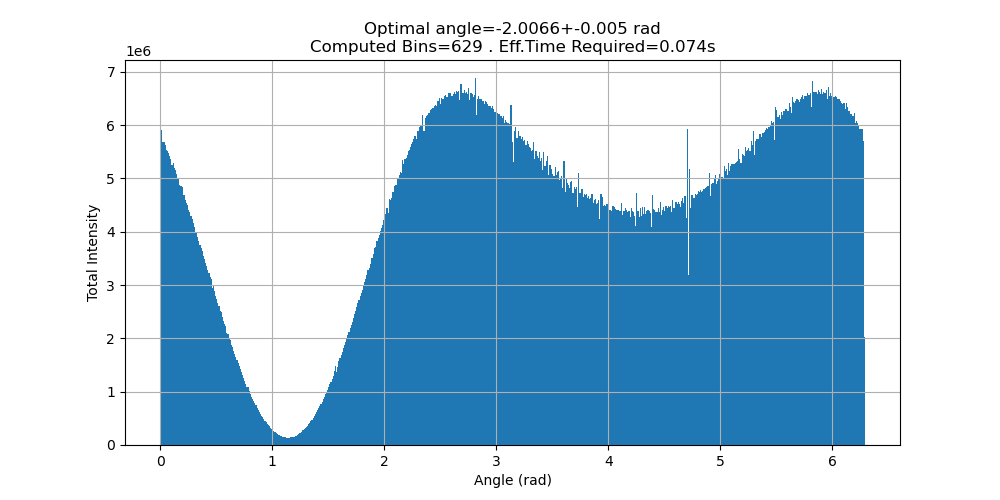 Optimal angle=-2.0066+-0.005 rad
Computed Bins=629 . Eff.Time Required=0.074s
1e6
7
6
5
4
3
2
1
0
Total Intensity
0 1 2 3 4 5 6
Angle (rad)